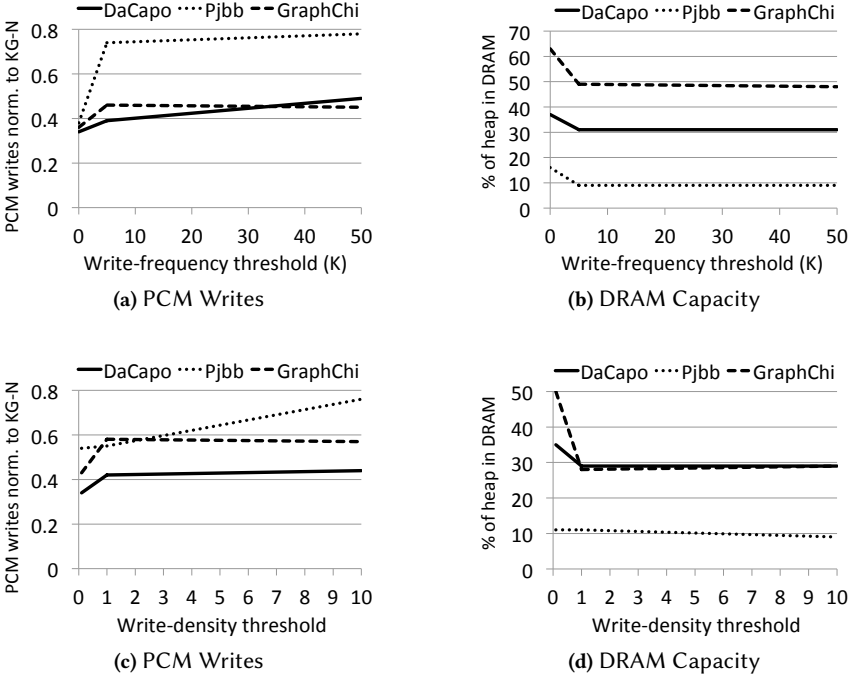 DaCapo Pjbb GraphChi
PCM writes norm. to KG-N
0.8
0.6
0.4
0.2
0
0 10 20 30 40 50
Write-frequency threshold (K)
(a) PCM Writes
DaCapo Pjbb GraphChi
% of heap in DRAM
70
60
50
40
30
20
10
0
0 10 20 30 40 50
Write-frequency threshold (K)
(b) DRAM Capacity
DaCapo Pjbb GraphChi
PCM writes norm. to KG-N
0.8
0.6
0.4
0.2
0
0 1 2 3 4 5 6 7 8 9 10
Write-density threshold
(c) PCM Writes
DaCapo Pjbb GraphChi
% of heap in DRAM
50
40
30
20
10
0
0 1 2 3 4 5 6 7 8 9 10
Write-density threshold
(d) DRAM Capacity